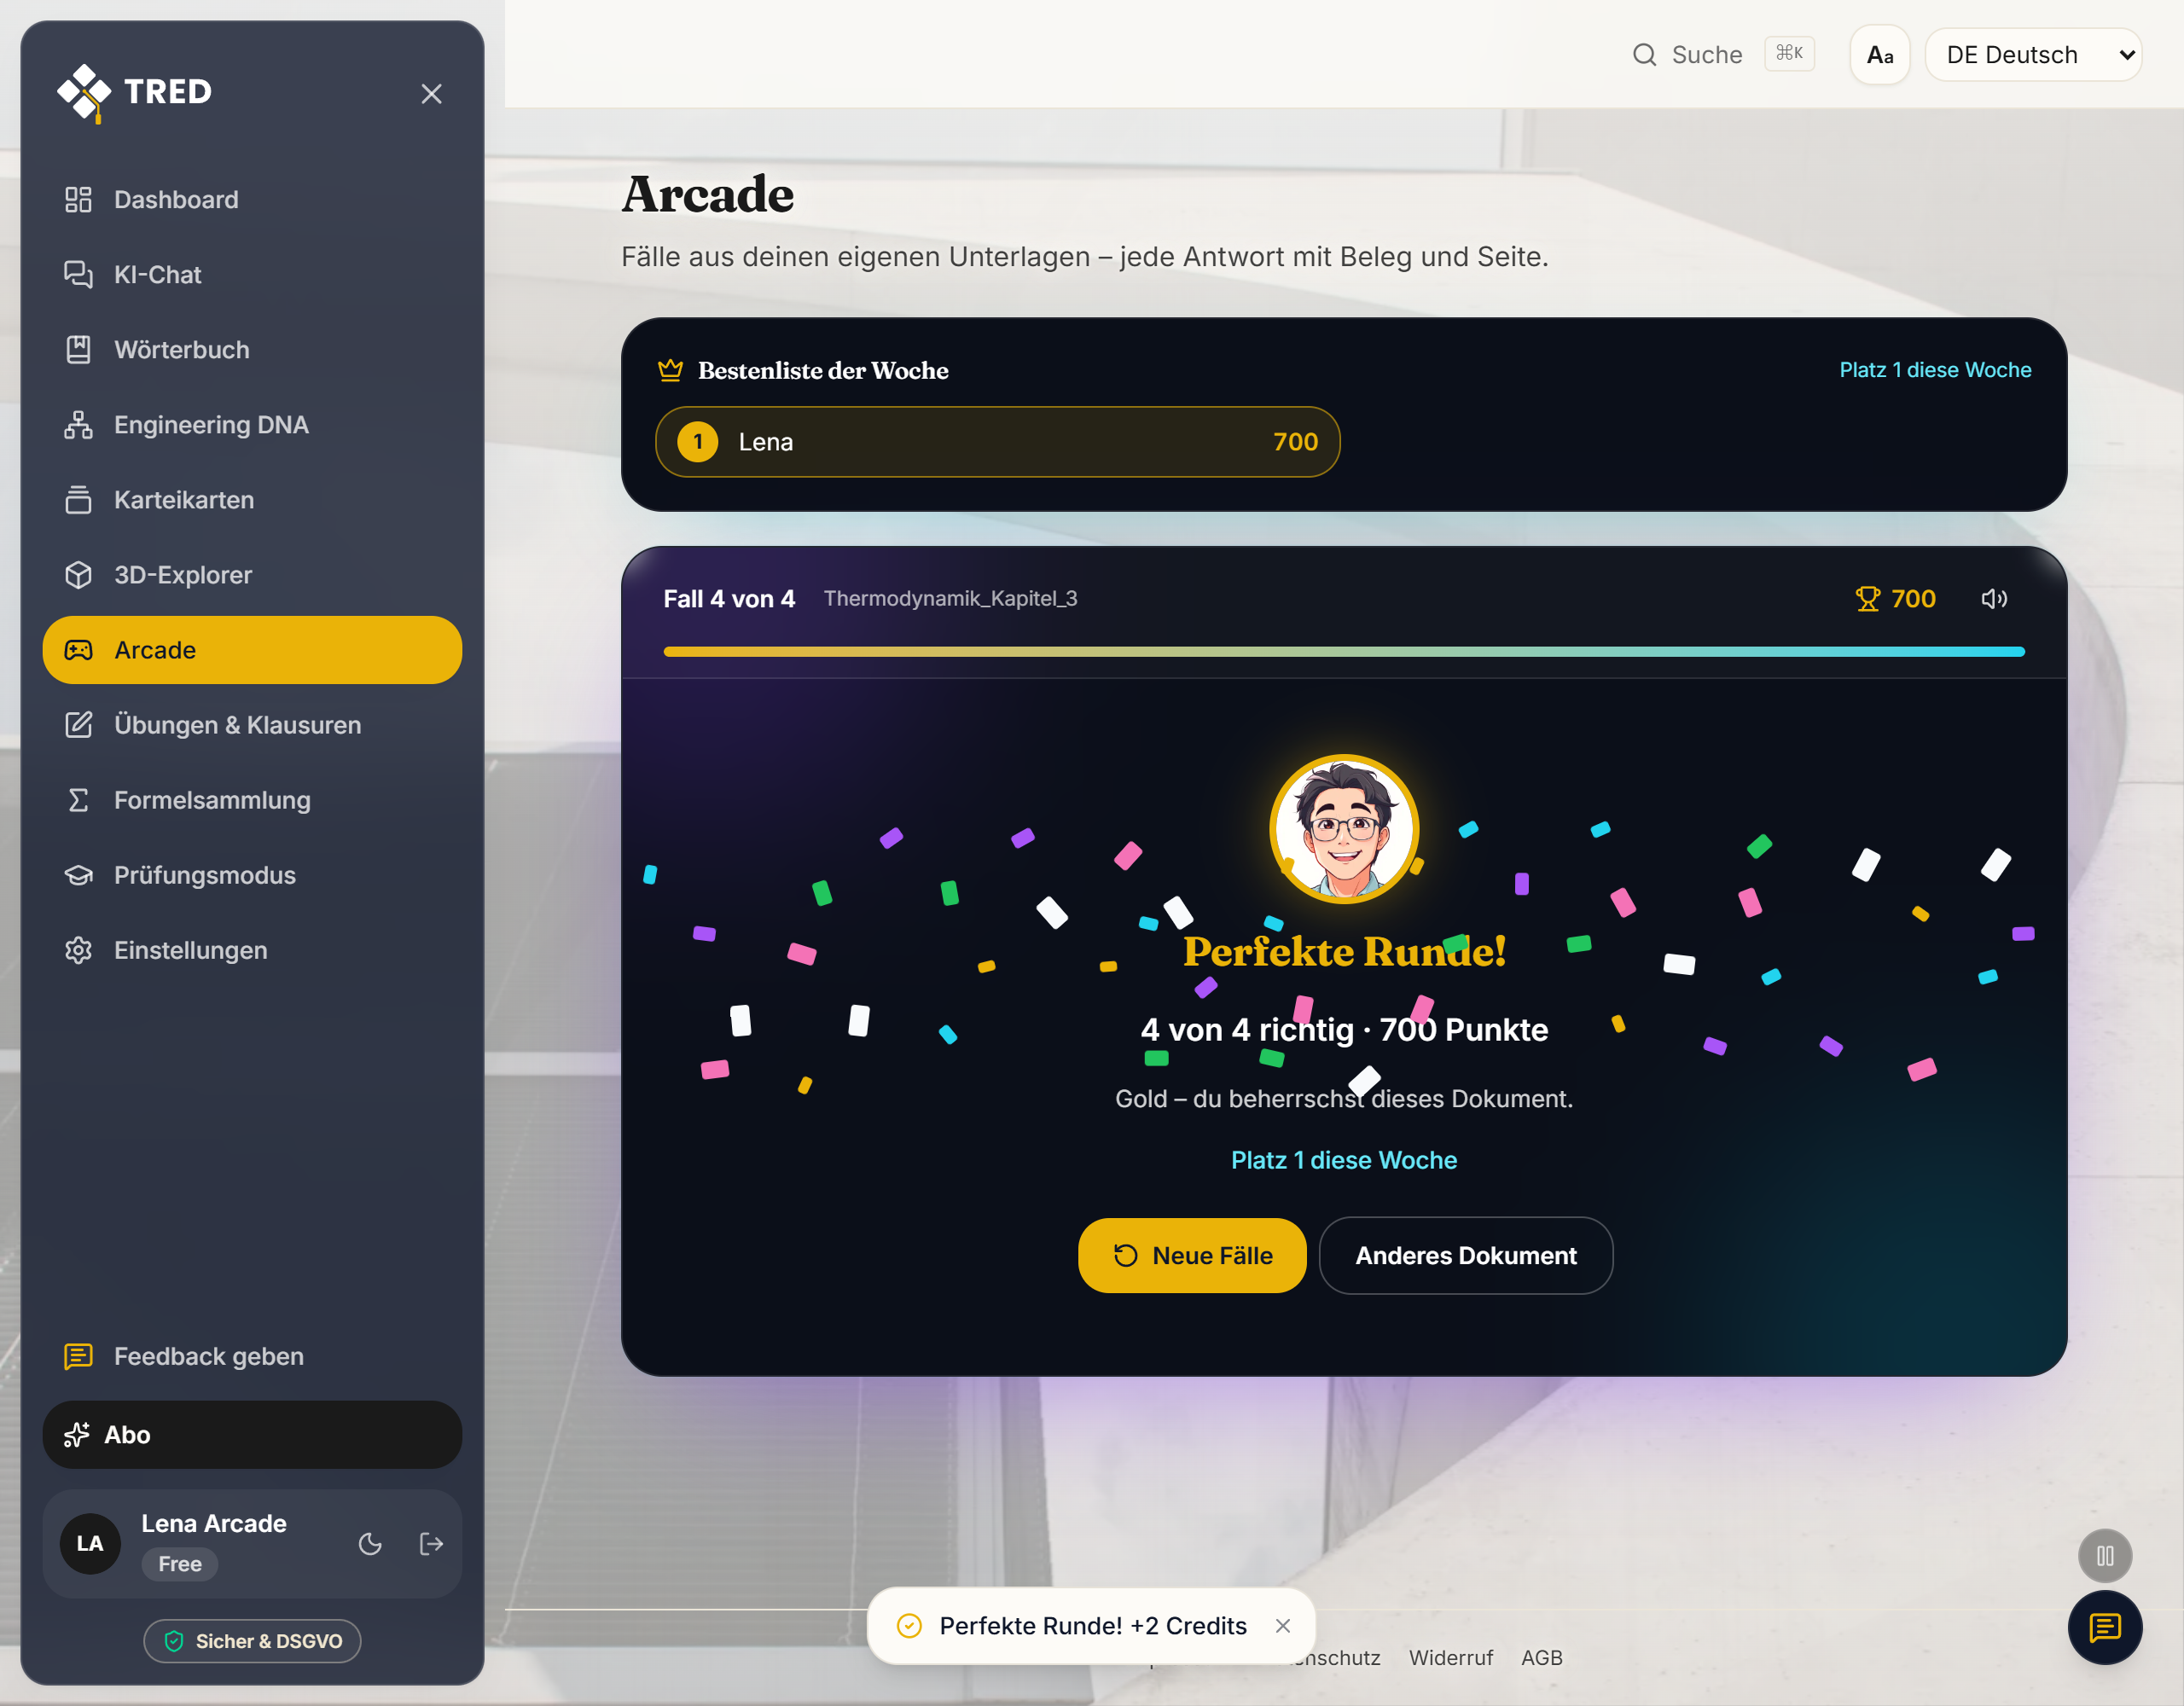 TRED
Dashboard
KI-Chat
Wörterbuch
Engineering DNA
Karteikarten
3D-Explorer
Arcade
Übungen & Klausuren
Formelsammlung
Prüfungsmodus
Einstellungen
Feedback geben
Abo
LA
Lena Arcade
Free
Sicher & DSGVO
Suche ⌘K Aa DE Deutsch
Arcade
Fälle aus deinen eigenen Unterlagen – jede Antwort mit Beleg und Seite.
Bestenliste der Woche Platz 1 diese Woche
1 Lena 700
Fall 4 von 4 Thermodynamik_Kapitel_3 700
Perfekte Runde!
4 von 4 richtig · 700 Punkte
Gold – du beherrschst dieses Dokument.
Platz 1 diese Woche
Neue Fälle Anderes Dokument
Perfekte Runde! +2 Credits
Widerruf AGB